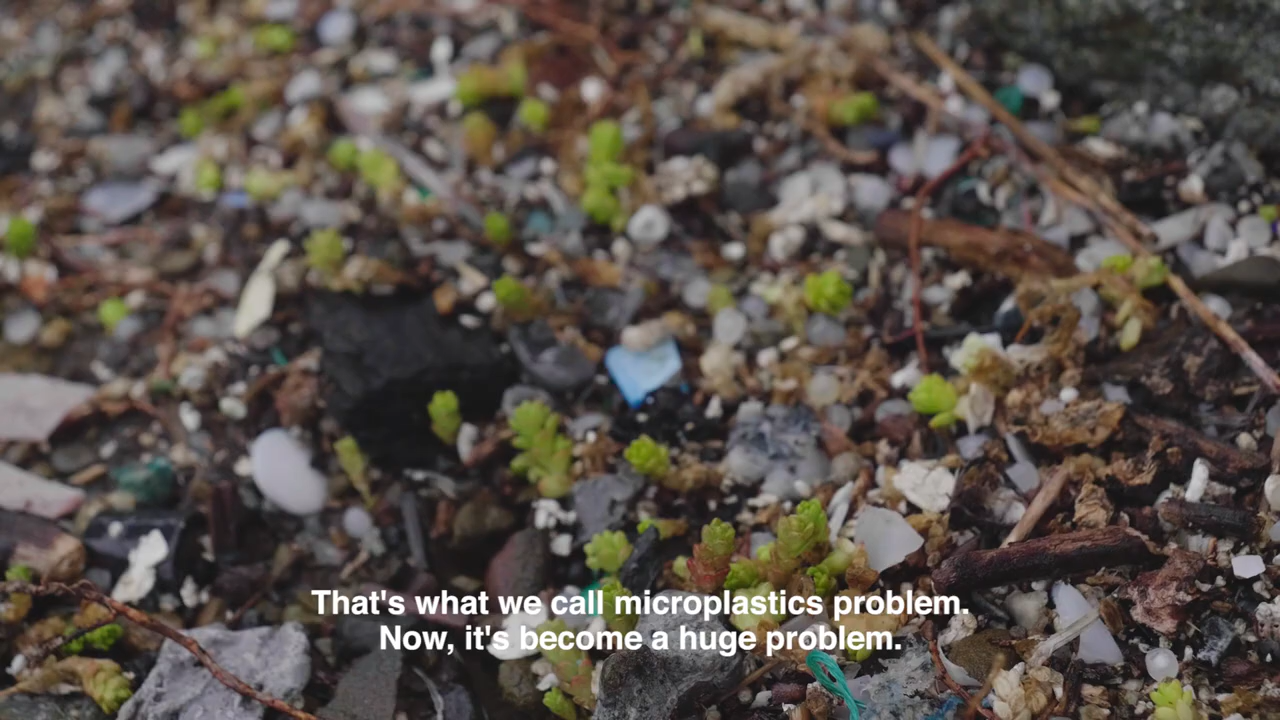 That's what we call microplastics problem.
Now, it's become a huge problem.